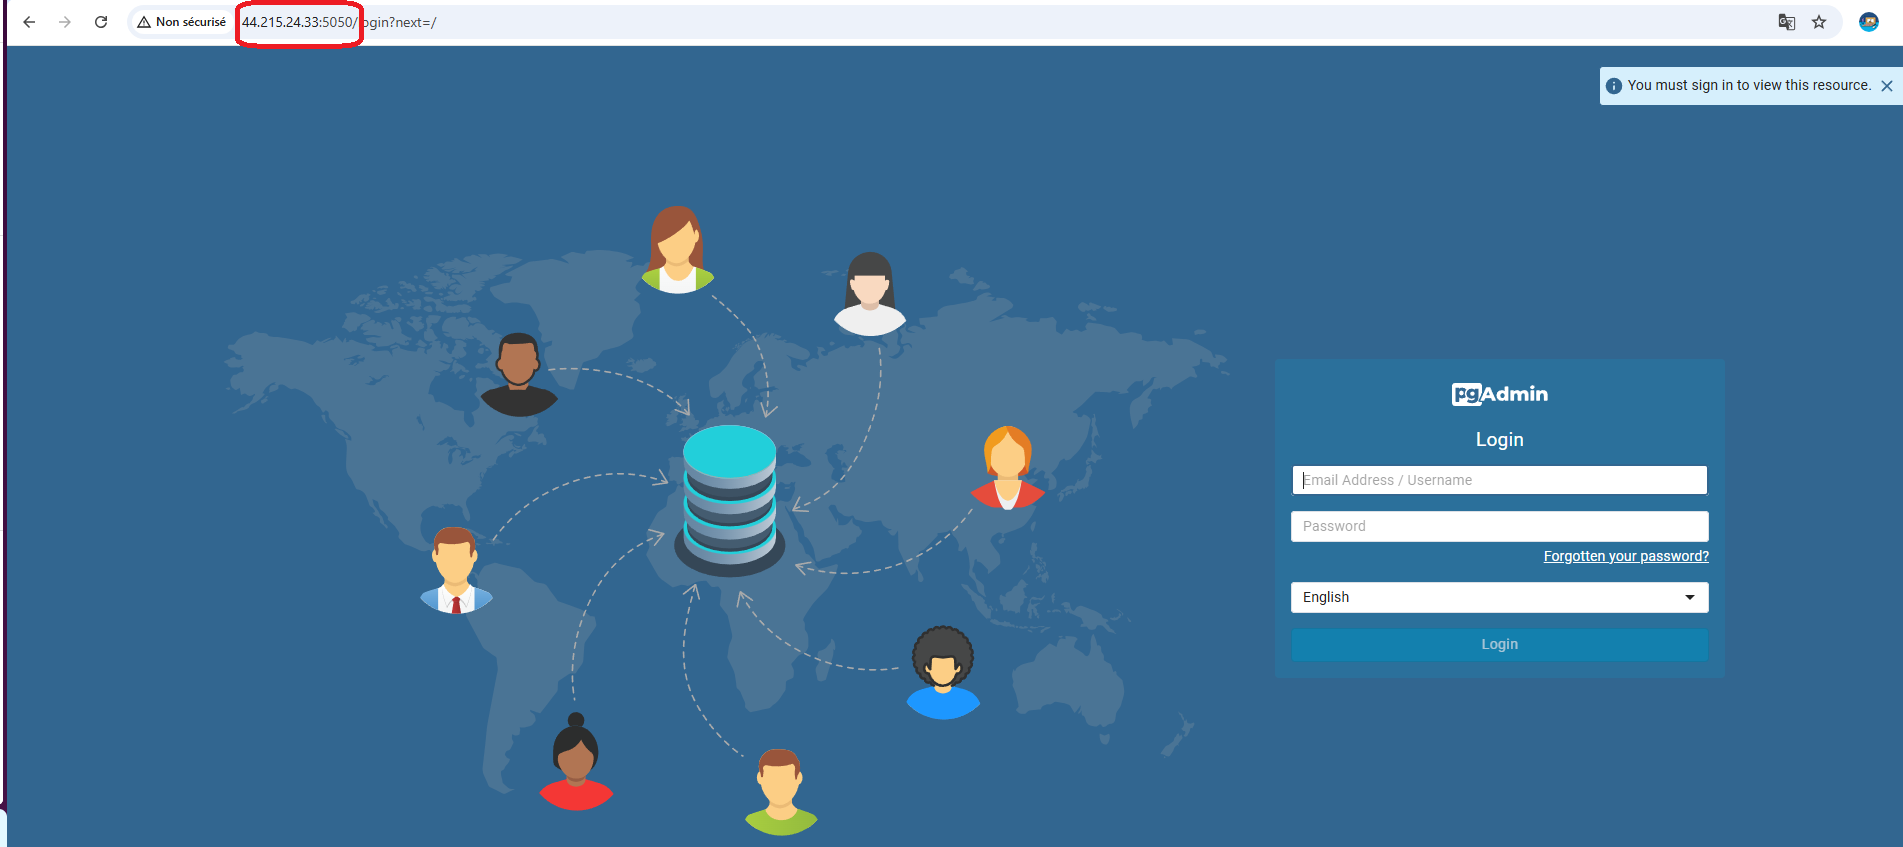 Non sécurisé 44.215.24.33:5050/login?next=/
You must sign in to view this resource.
pgAdmin
Login
Email Address / Username
Password
Forgotten your password?
English
Login